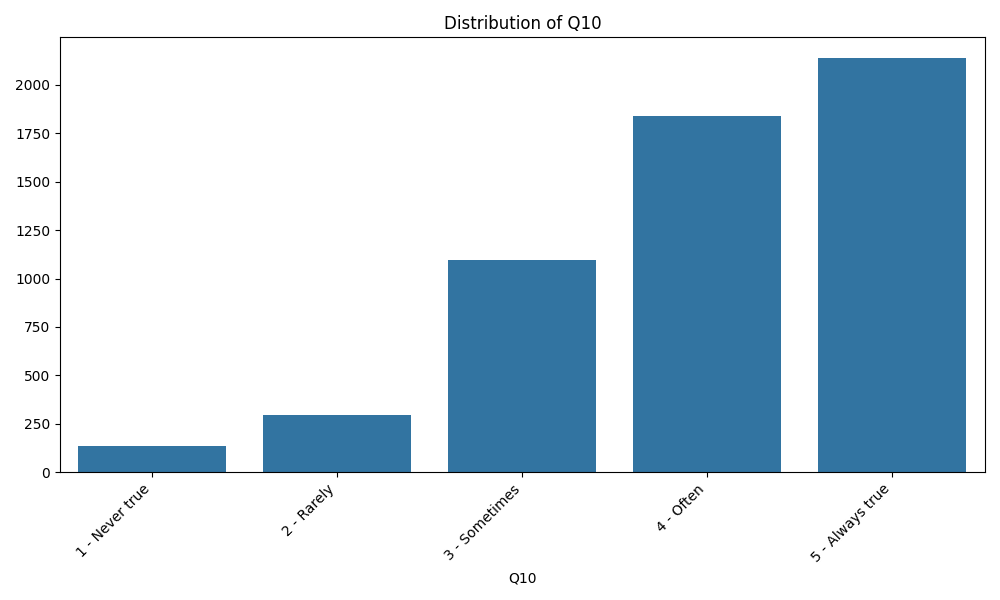 Distribution of Q10
2000
1750
1500
1250
1000
750
500
250
0
1 - Never true
2 - Rarely
3 - Sometimes
4 - Often
5 - Always true
Q10